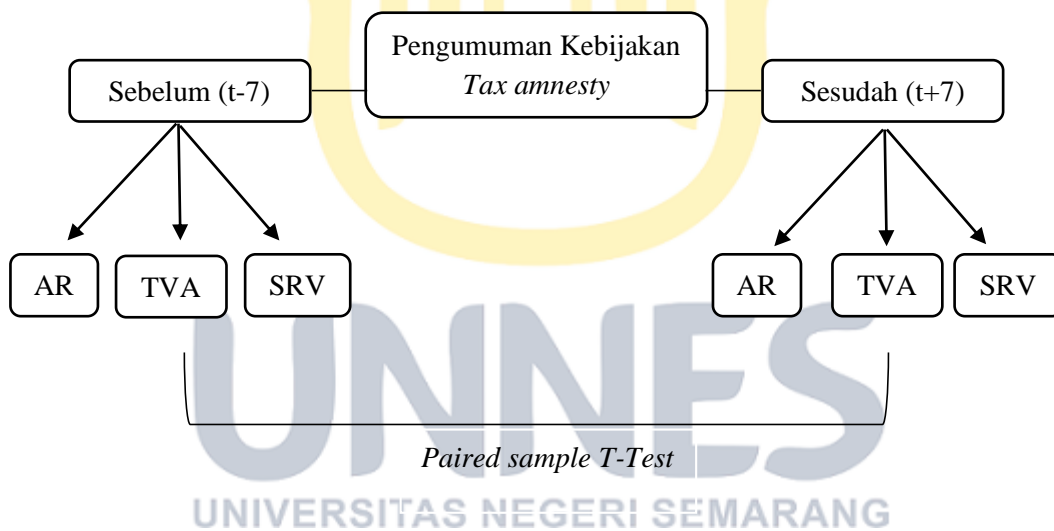 Pengumuman Kebijakan
Tax amnesty
Sebelum (t-7)
Sesudah (t+7)
AR
TVA
SRV
AR
TVA
SRV
Paired sample T-Test
UNNES
UNIVERSITAS NEGERI SEMARANG